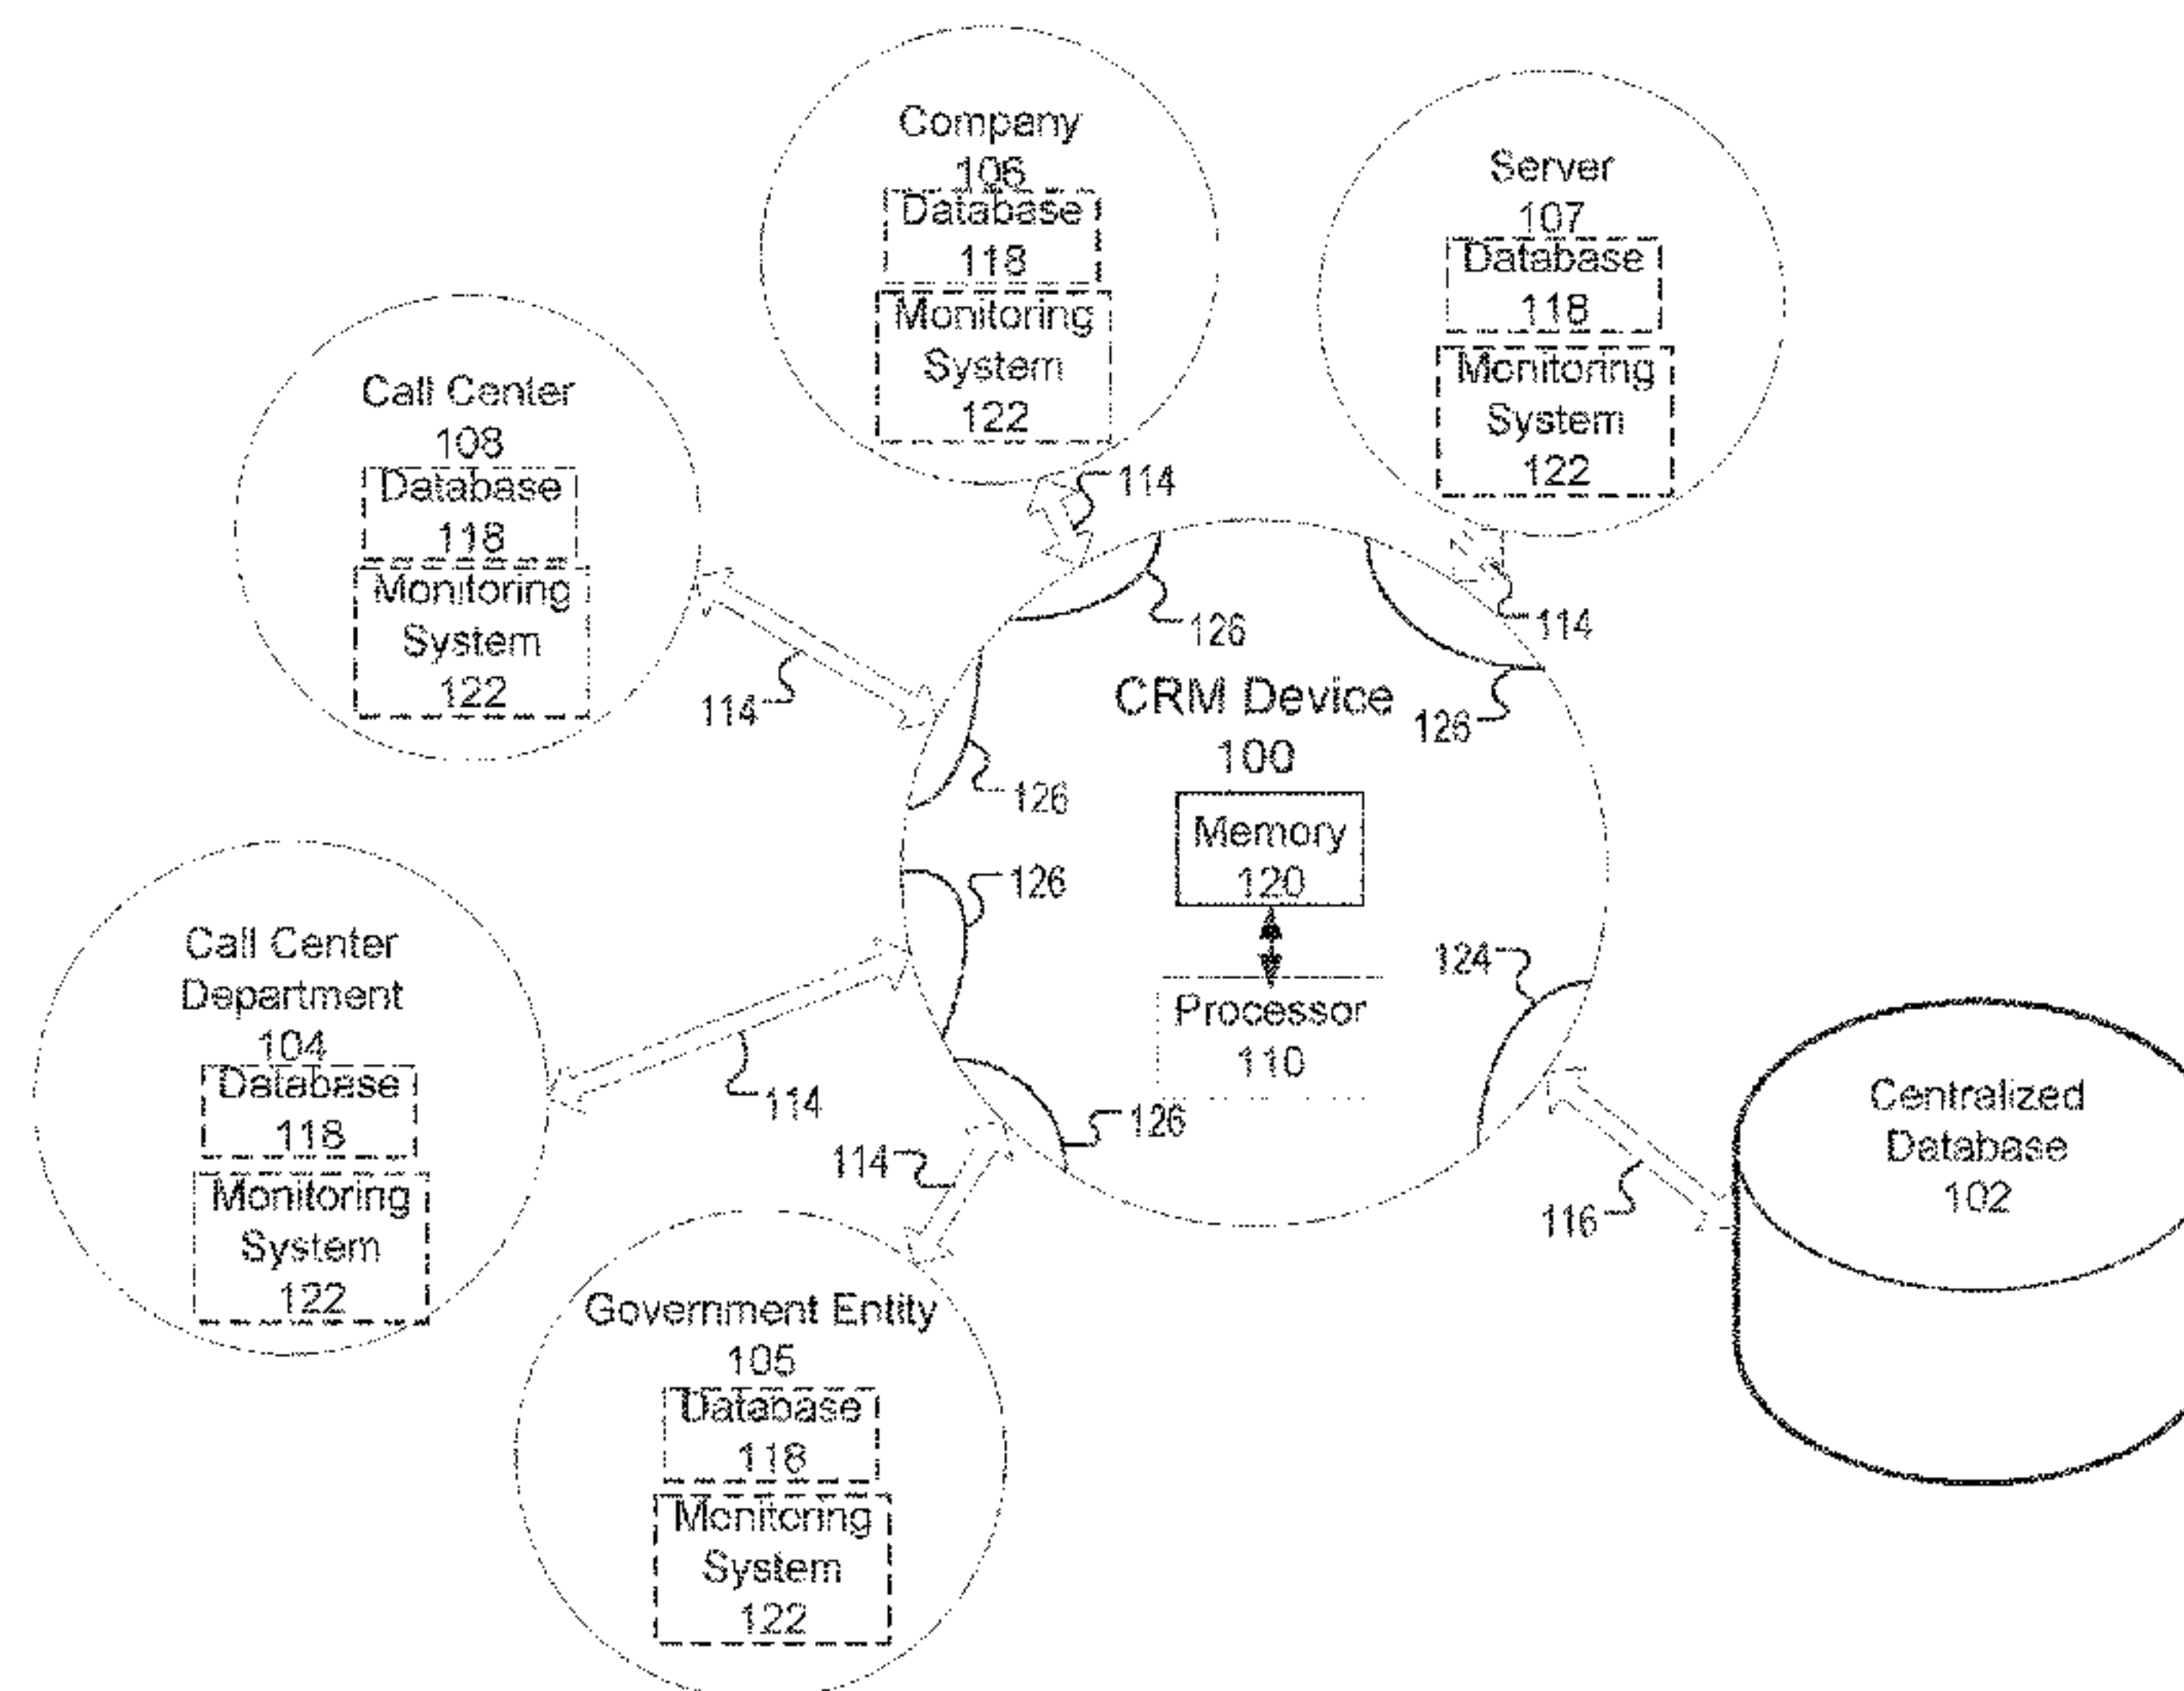 Company
106
Database
118
Monitoring
System
122
Server
107
Database
118
Monitoring
System
122
Call Center
108
Database
118
Monitoring
System
122
114
114
114
126
126
126
CRM Device
100
Memory
120
Processor
110
126
124
126
Call Center
Department
104
Database
118
Monitoring
System
122
114
114
116
Centralized
Database
102
Government Entity
105
Database
118
Monitoring
System
122